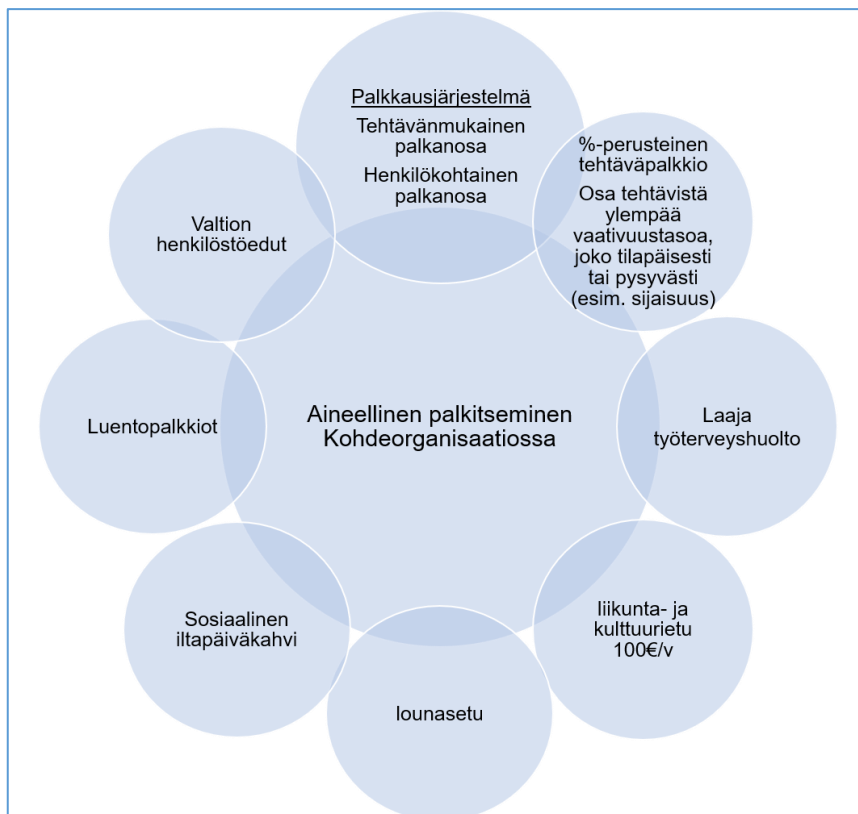 Palkkausjärjestelmä
Tehtävänmukainen
palkanosa
Henkilökohtainen
palkanosa
%-perusteinen
tehtäväpalkkio
Osa tehtävistä
ylempää
vaativuustasoa,
joko tilapäisesti
tai pysyvästi
(esim. sijaisuus)
Valtion
henkilöstöedut
Luentopalkkiot
Aineellinen palkitseminen
Kohdeorganisaatiossa
Laaja
työterveyshuolto
Sosiaalinen
iltapäiväkahvi
liikunta- ja
kulttuurietu
100€/v
lounasetu